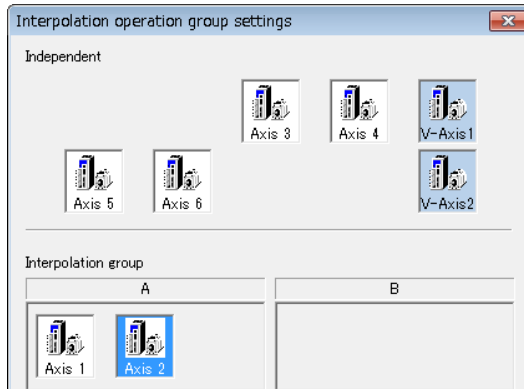 Interpolation operation group settings
Independent
Axis 3 Axis 4 V-Axis1
Axis 5 Axis 6 V-Axis2
Interpolation group
A B
Axis 1 Axis 2